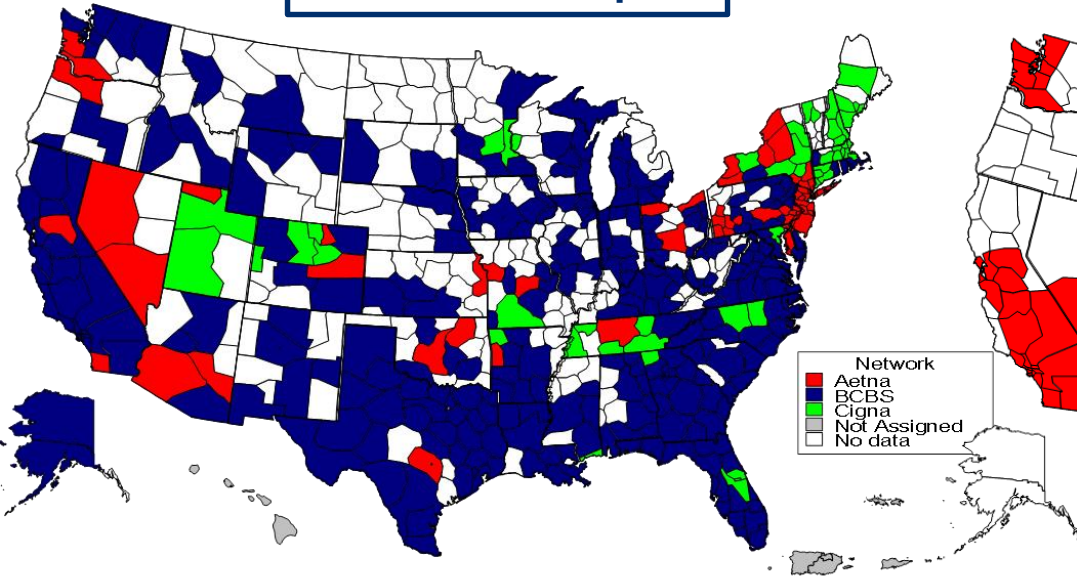 Network
Aetna
BCBS
Cigna
Not Assigned
No data